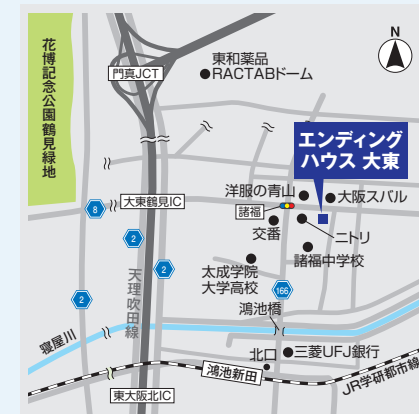 N
花博記念公園鶴見緑地
門真JCT
東和薬品
RACTABドーム
エンディング
ハウス 大東
洋服の青山
大阪スバル
8
大東鶴見IC
諸福
交番
ニトリ
2
2
諸福中学校
太成学院
大学高校
天理吹田線
2
166
鴻池橋
寝屋川
北口
三菱UFJ銀行
鴻池新田
JR学研都市線
東大阪北IC